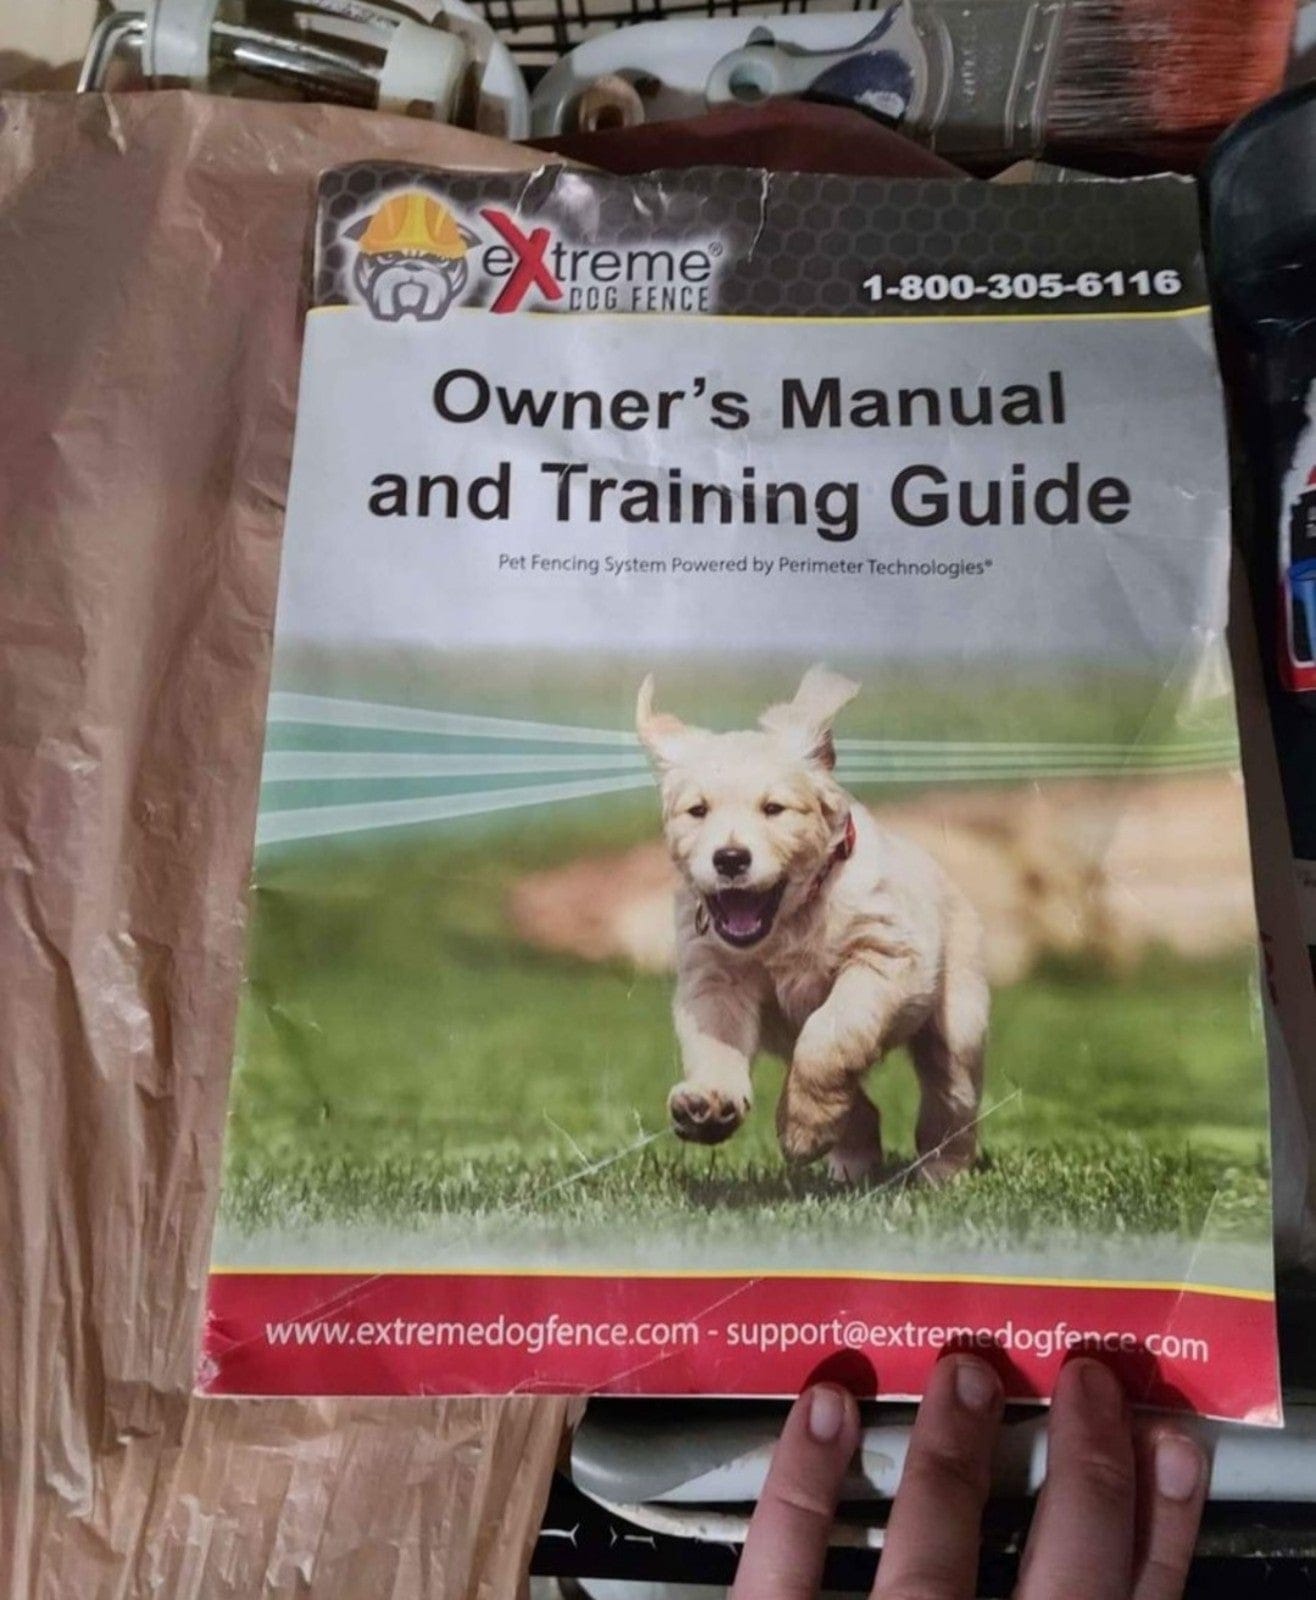 eXtreme®
DOG FENCE
1-800-305-6116
Owner's Manual
and Training Guide
Pet Fencing System Powered by Perimeter Technologies®
www.extremedogfence.com - support@extremedogfence.com